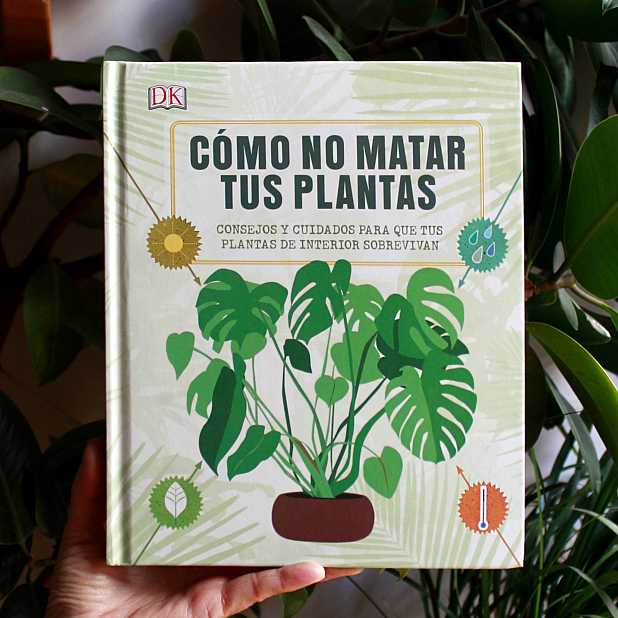 DK
CÓMO NO MATAR
TUS PLANTAS
CONSEJOS Y CUIDADOS PARA QUE TUS
PLANTAS DE INTERIOR SOBREVIVAN